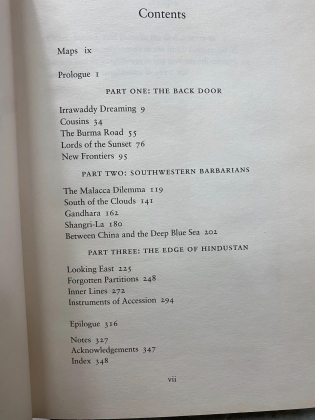 Contents
Maps ix
Prologue 1
PART ONE: THE BACK DOOR
Irrawaddy Dreaming 9
Cousins 34
The Burma Road 55
Lords of the Sunset 76
New Frontiers 95
PART TWO: SOUTHWESTERN BARBARIANS
The Malacca Dilemma 119
South of the Clouds 141
Gandhara 162
Shangri-La 180
Between China and the Deep Blue Sea 202
PART THREE: THE EDGE OF HINDUSTAN
Looking East 225
Forgotten Partitions 248
Inner Lines 272
Instruments of Accession 294
Epilogue 316
Notes 327
Acknowledgements 347
Index 348
vii